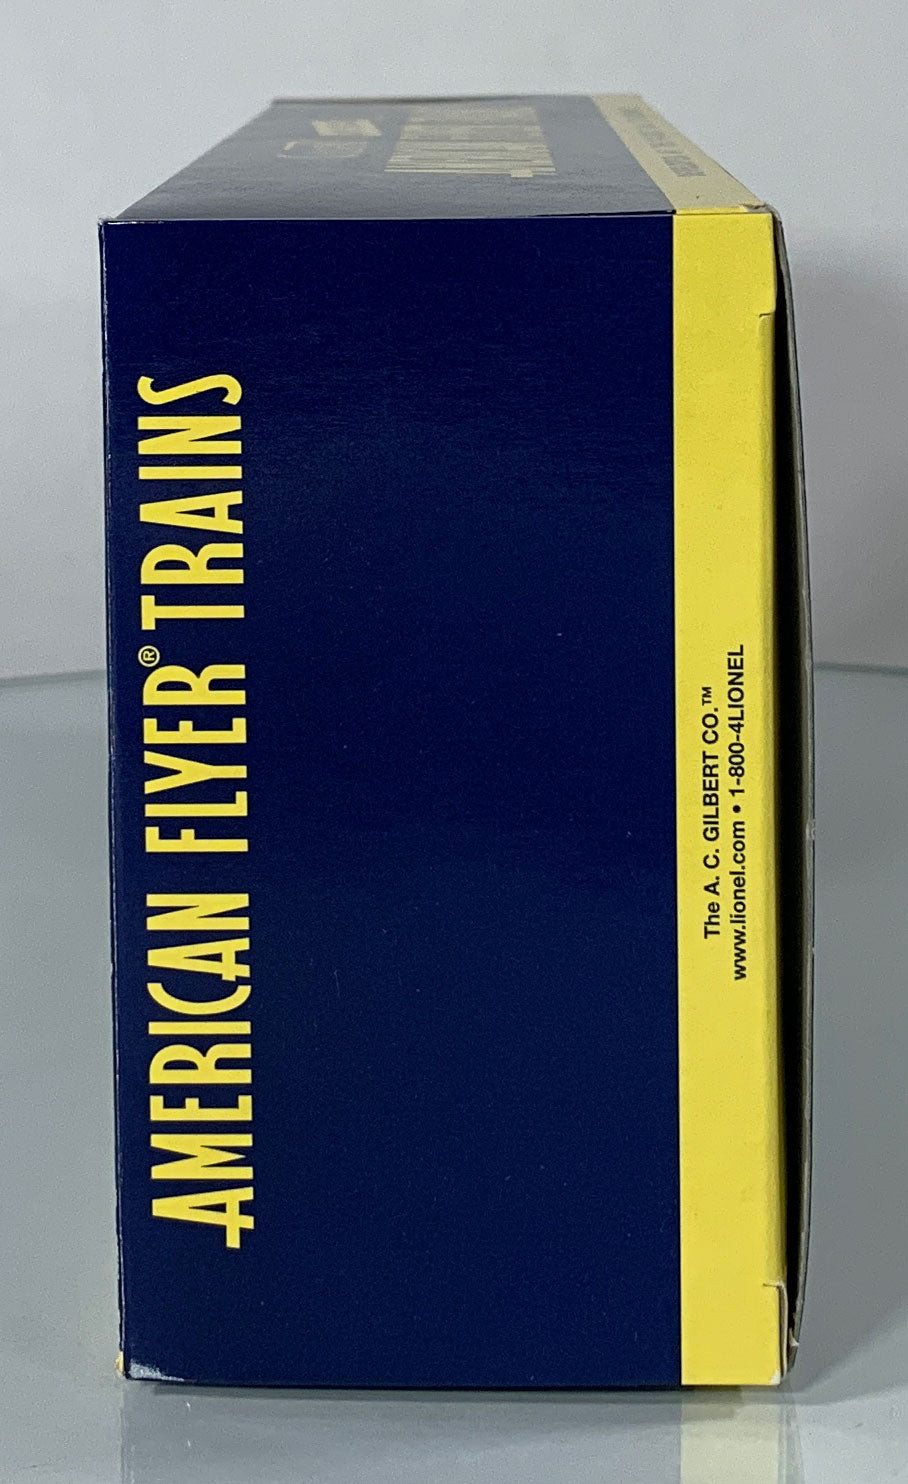 AMERICAN FLYER® TRAINS
The A. C. GILBERT CO.™
www.lionel.com • 1-800-4LIONEL